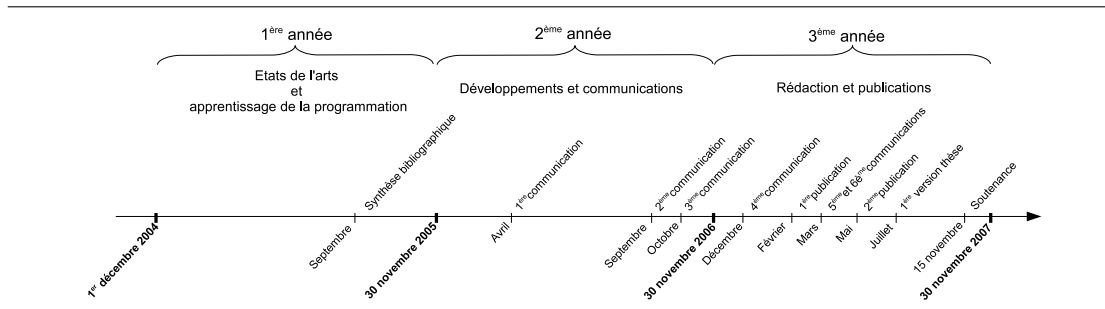 1ère année
2ème année
3ème année
Etats de l'arts
et
apprentissage de la programmation
Développements et communications
Rédaction et publications
Synthèse bibliographique
1ère communication
2ème communication
3ème communication
4ème communication
1ère publication
5ème et 6ème communications
2ème publication
1ère version thèse
Soutenance
1er décembre 2004
Septembre
30 novembre 2005
Avril
Septembre
Octobre
30 novembre 2006
Décembre
Février
Mars
Mai
Juillet
15 novembre
30 novembre 2007